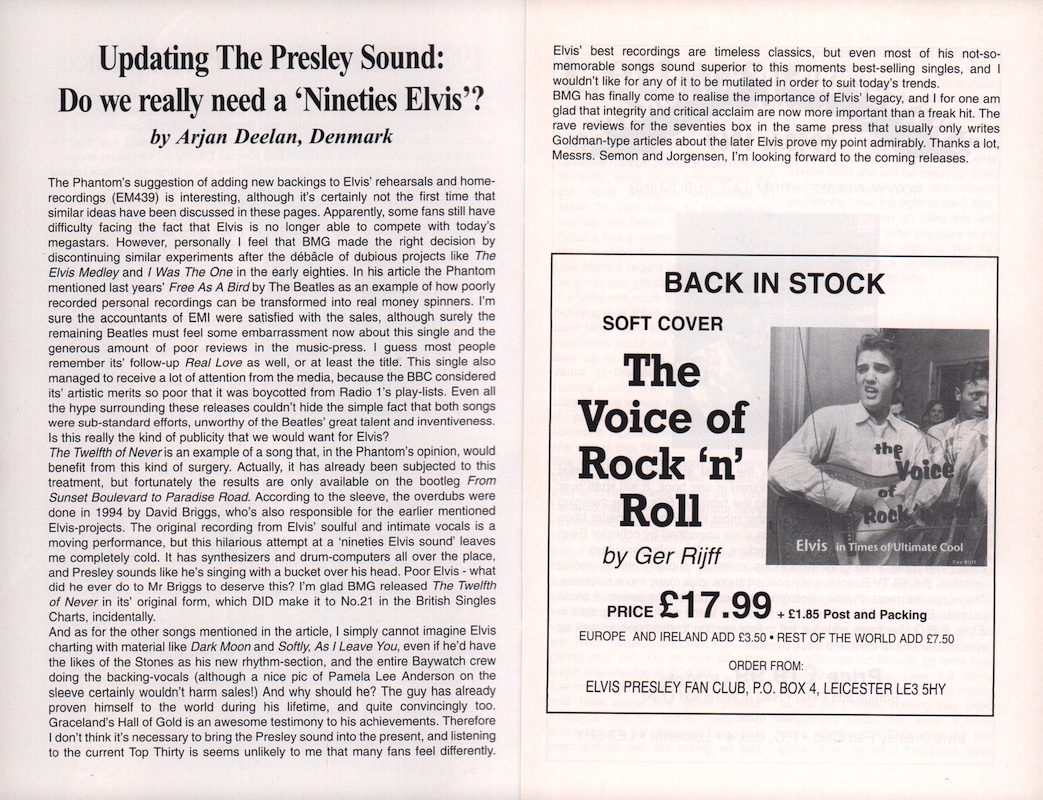 Updating The Presley Sound:
Do we really need a ‘Nineties Elvis’?
by Arjan Deelan, Denmark
The Phantom's suggestion of adding new backings to Elvis' rehearsals and home-
recordings (EM439) is interesting, although it's certainly not the first time that
similar ideas have been discussed in these pages. Apparently, some fans still have
difficulty facing the fact that Elvis is no longer able to compete with today's
megastars. However, personally I feel that BMG made the right decision by
discontinuing similar experiments after the débâcle of dubious projects like The
Elvis Medley and I Was The One in the early eighties. In his article the Phantom
mentioned last years' Free As A Bird by The Beatles as an example of how poorly
recorded personal recordings can be transformed into real money spinners. I'm
sure the accountants of EMI were satisfied with the sales, although surely the
remaining Beatles must feel some embarrassment now about this single and the
generous amount of poor reviews in the music-press. I guess most people
remember its' follow-up Real Love as well, or at least the title. This single also
managed to receive a lot of attention from the media, because the BBC considered
its' artistic merits so poor that it was boycotted from Radio 1's play-lists. Even all
the hype surrounding these releases couldn't hide the simple fact that both songs
were sub-standard efforts, unworthy of the Beatles' great talent and inventiveness.
Is this really the kind of publicity that we would want for Elvis?
The Twelfth of Never is an example of a song that, in the Phantom's opinion, would
benefit from this kind of surgery. Actually, it has already been subjected to this
treatment, but fortunately the results are only available on the bootleg From
Sunset Boulevard to Paradise Road. According to the sleeve, the overdubs were
done in 1994 by David Briggs, who's also responsible for the earlier mentioned
Elvis-projects. The original recording from Elvis' soulful and intimate vocals is a
moving performance, but this hilarious attempt at a ‘nineties Elvis sound’ leaves
me completely cold. It has synthesizers and drum-computers all over the place,
and Presley sounds like he's singing with a bucket over his head. Poor Elvis - what
did he ever do to Mr Briggs to deserve this? I'm glad BMG released The Twelfth
of Never in its' original form, which DID make it to No.21 in the British Singles
Charts, incidentally.
And as for the other songs mentioned in the article, I simply cannot imagine Elvis
charting with material like Dark Moon and Softly, As I Leave You, even if he'd have
the likes of the Stones as his new rhythm-section, and the entire Baywatch crew
doing the backing-vocals (although a nice pic of Pamela Lee Anderson on the
sleeve certainly wouldn't harm sales!) And why should he? The guy has already
proven himself to the world during his lifetime, and quite convincingly too.
Graceland's Hall of Gold is an awesome testimony to his achievements. Therefore
I don't think it's necessary to bring the Presley sound into the present, and listening
to the current Top Thirty is seems unlikely to me that many fans feel differently.
Elvis' best recordings are timeless classics, but even most of his not-so-
memorable songs sound superior to this moments best-selling singles, and I
wouldn't like for any of it to be mutilated in order to suit today's trends.
BMG has finally come to realise the importance of Elvis' legacy, and I for one am
glad that integrity and critical acclaim are now more important than a freak hit. The
rave reviews for the seventies box in the same press that usually only writes
Goldman-type articles about the later Elvis prove my point admirably. Thanks a lot,
Messrs. Semon and Jorgensen, I'm looking forward to the coming releases.
BACK IN STOCK
SOFT COVER
The
Voice of
Rock ‘n’
Roll
by Ger Rijff
the
Voice
of
Rock 'n' Roll
Elvis in Times of Ultimate Cool
Ger Rijff
PRICE £17.99 + £1.85 Post and Packing
EUROPE AND IRELAND ADD £3.50 • REST OF THE WORLD ADD £7.50
ORDER FROM:
ELVIS PRESLEY FAN CLUB, P.O. BOX 4, LEICESTER LE3 5HY